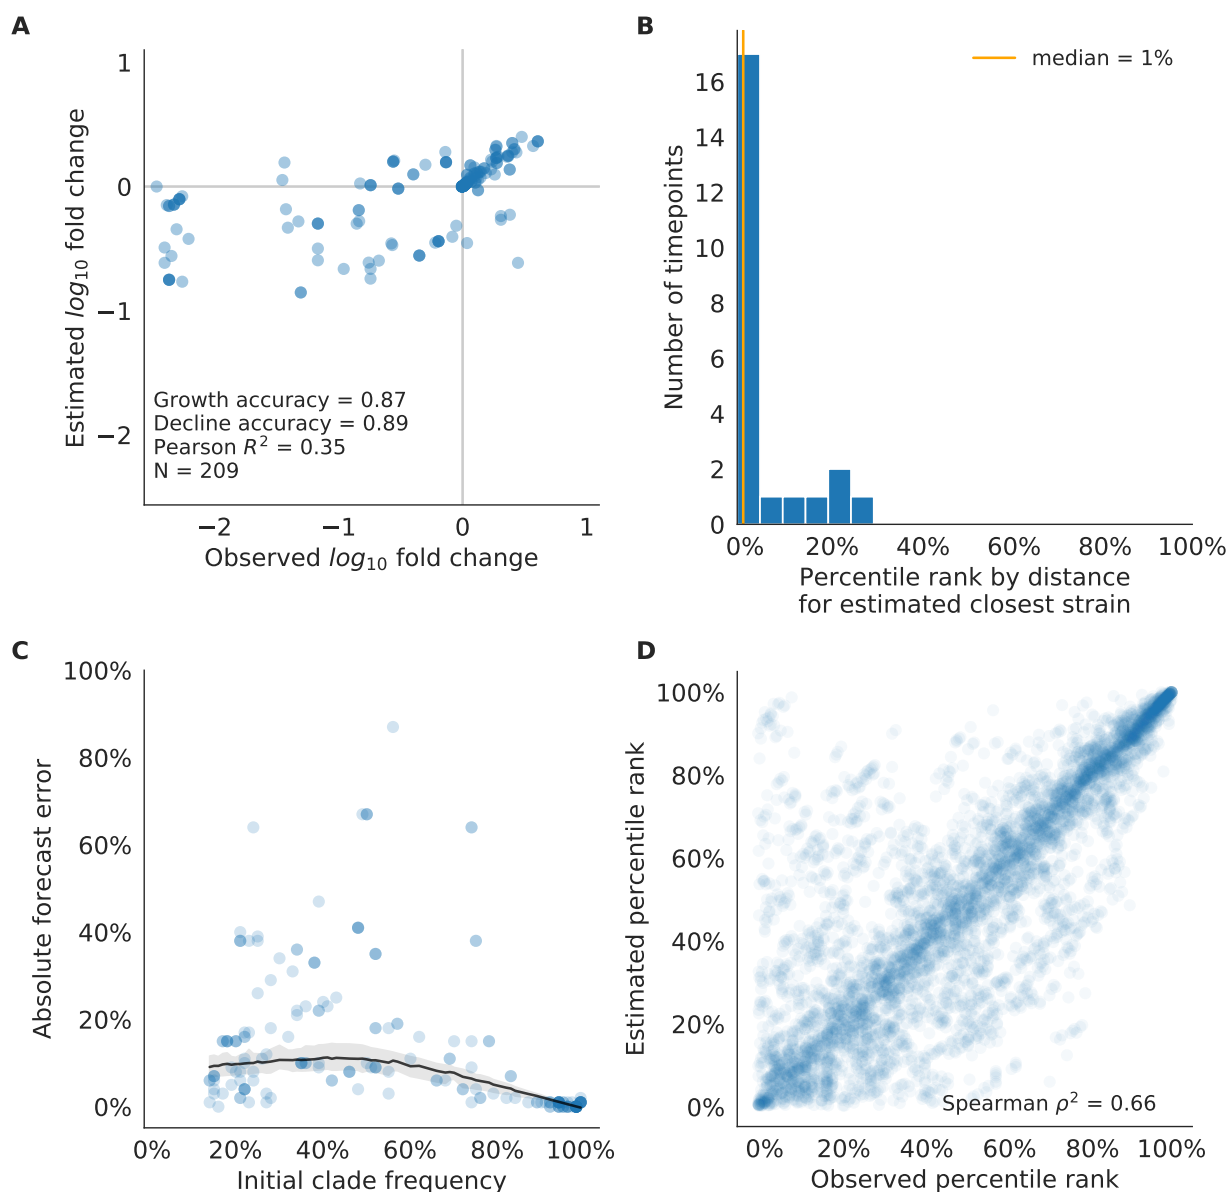 A
1
0
−1
−2
Estimated log10 fold change
Growth accuracy = 0.87
Decline accuracy = 0.89
Pearson R² = 0.35
N = 209
−2
−1
0
1
Observed log10 fold change
B
median = 1%
16
14
12
10
8
6
4
2
0
Number of timepoints
0%
20%
40%
60%
80%
100%
Percentile rank by distance
for estimated closest strain
C
100%
80%
60%
40%
20%
0%
Absolute forecast error
0%
20%
40%
60%
80%
100%
Initial clade frequency
D
100%
80%
60%
40%
20%
0%
Estimated percentile rank
Spearman ρ² = 0.66
0%
20%
40%
60%
80%
100%
Observed percentile rank